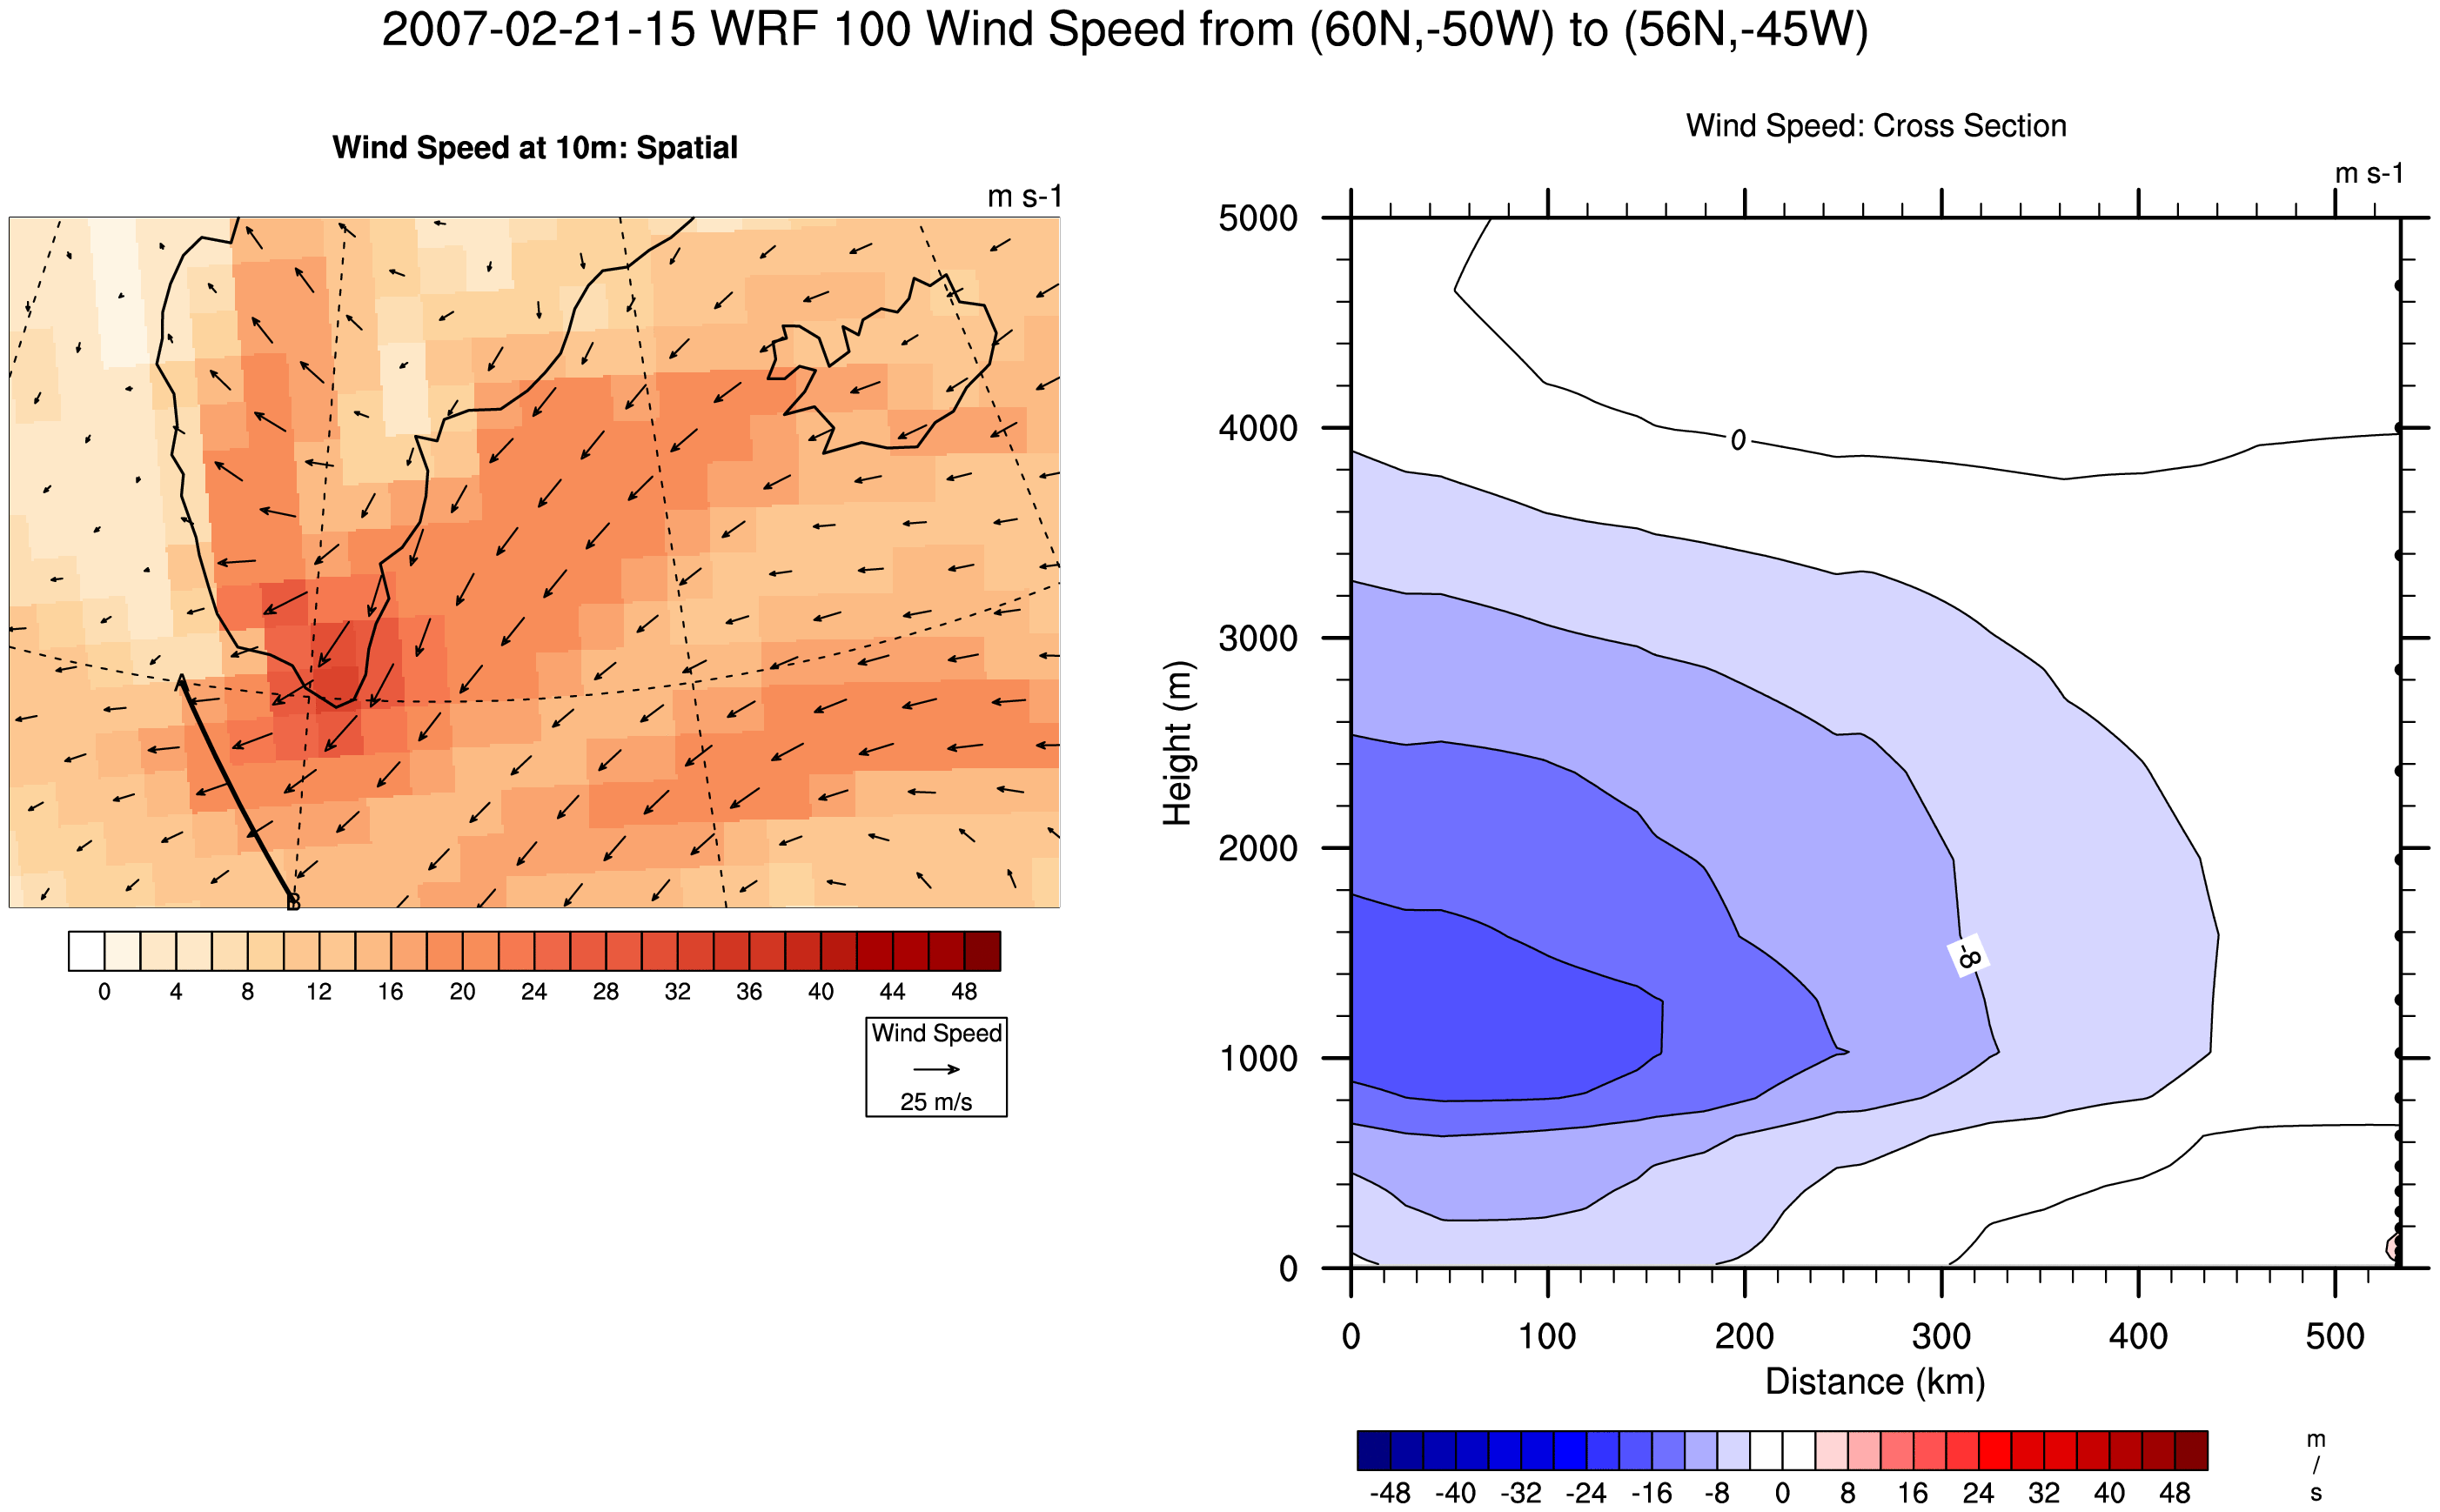 2007-02-21-15 WRF 100 Wind Speed from (60N,-50W) to (56N,-45W)
Wind Speed at 10m: Spatial
m s-1
A
B
0 4 8 12 16 20 24 28 32 36 40 44 48
Wind Speed
25 m/s
Wind Speed: Cross Section
m s-1
5000
4000
3000
2000
1000
0
Height (m)
0
-8
0 100 200 300 400 500
Distance (km)
-48 -40 -32 -24 -16 -8 0 8 16 24 32 40 48
m
/
s